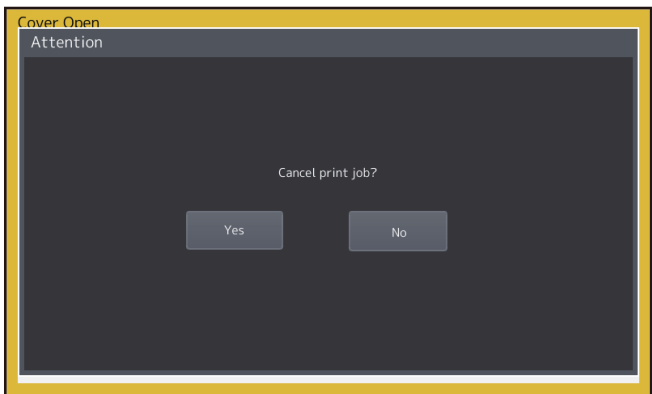 Cover Open
Attention
Cancel print job?
Yes
No